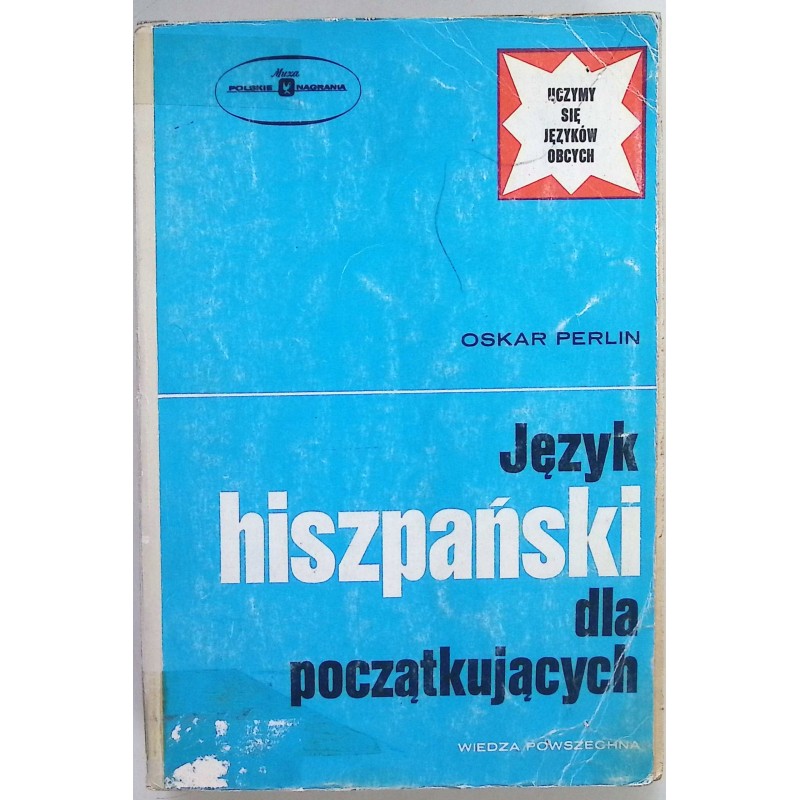 Muza
POLSKIE NAGRANIA
UCZYMY
SIĘ
JĘZYKÓW
OBCYCH
OSKAR PERLIN
Język
hiszpański
dla
początkujących
WIEDZA POWSZECHNA